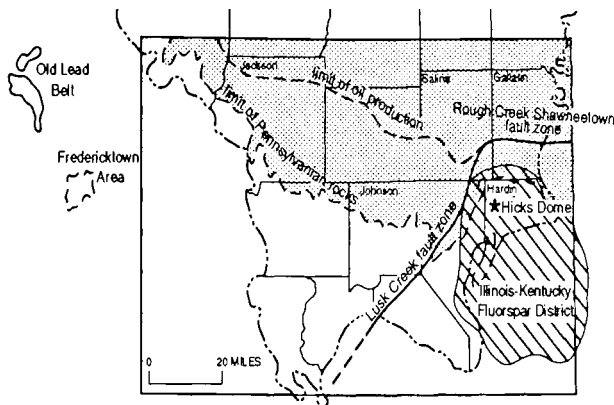 Old Lead
Belt
Fredericktown
Area
Jackson
limit of oil production
Saline
Gallatin
Rough Creek Shawneetown
fault zone
limit of Pennsylvanian rocks
Johnson
Hardin
Hicks Dome
Lusk Creek fault zone
Illinois-Kentucky
Fluorspar District
0
20 MILES